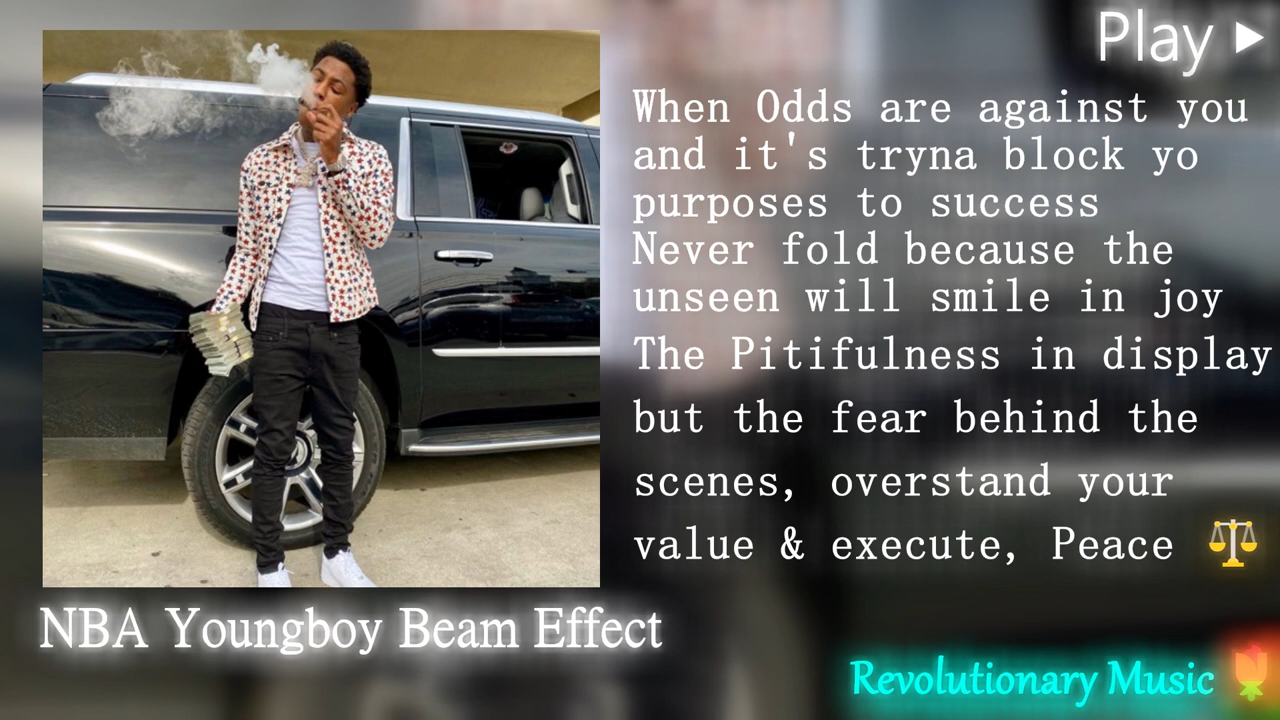 Play ▶
When Odds are against you
and it's tryna block yo
purposes to success
Never fold because the
unseen will smile in joy
The Pitifulness in display
but the fear behind the
scenes, overstand your
value & execute, Peace ⚖️
NBA Youngboy Beam Effect
Revolutionary Music 🌷